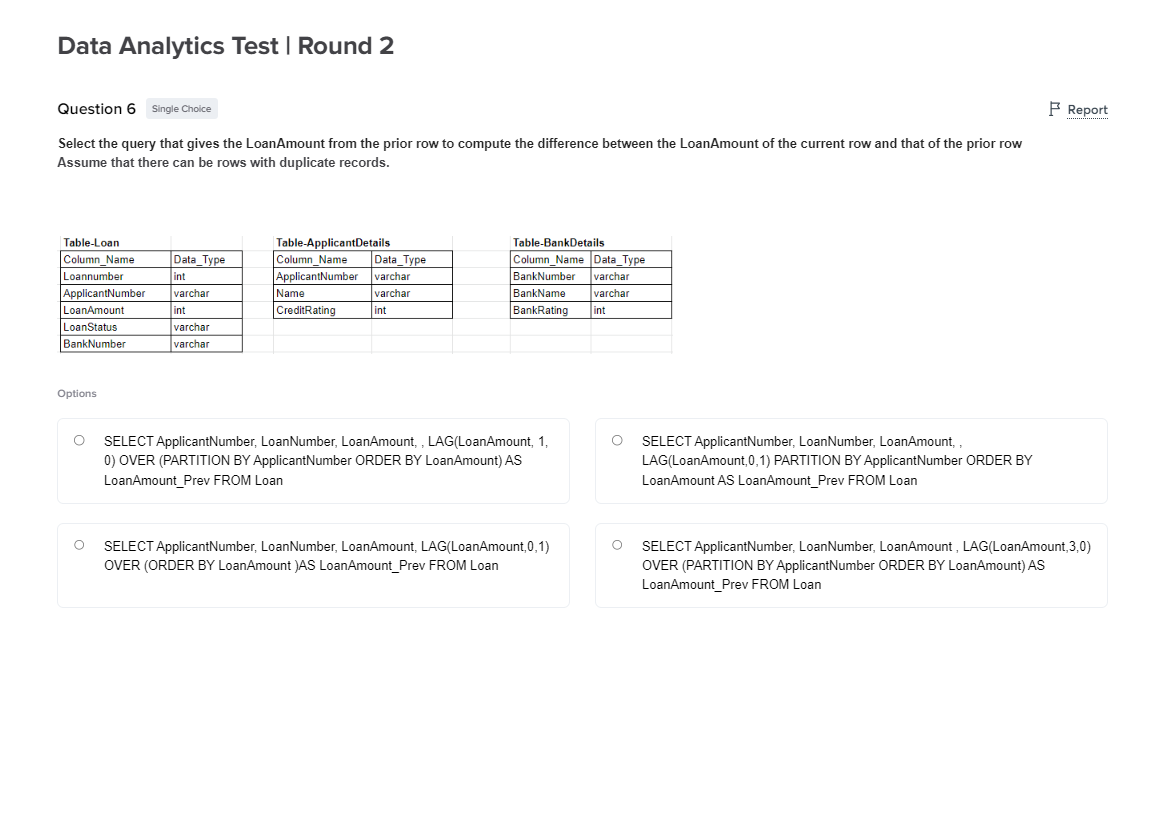 Data Analytics Test | Round 2
Question 6 Single Choice
Report
Select the query that gives the LoanAmount from the prior row to compute the difference between the LoanAmount of the current row and that of the prior row
Assume that there can be rows with duplicate records.
Table-Loan
Column_Name Data_Type
Loannumber int
ApplicantNumber varchar
LoanAmount int
LoanStatus varchar
BankNumber varchar
Table-ApplicantDetails
Column_Name Data_Type
ApplicantNumber varchar
Name varchar
CreditRating int
Table-BankDetails
Column_Name Data_Type
BankNumber varchar
BankName varchar
BankRating int
Options
SELECT ApplicantNumber, LoanNumber, LoanAmount, , LAG(LoanAmount, 1,
0) OVER (PARTITION BY ApplicantNumber ORDER BY LoanAmount) AS
LoanAmount_Prev FROM Loan
SELECT ApplicantNumber, LoanNumber, LoanAmount, ,
LAG(LoanAmount,0,1) PARTITION BY ApplicantNumber ORDER BY
LoanAmount AS LoanAmount_Prev FROM Loan
SELECT ApplicantNumber, LoanNumber, LoanAmount, LAG(LoanAmount,0,1)
OVER (ORDER BY LoanAmount )AS LoanAmount_Prev FROM Loan
SELECT ApplicantNumber, LoanNumber, LoanAmount , LAG(LoanAmount,3,0)
OVER (PARTITION BY ApplicantNumber ORDER BY LoanAmount) AS
LoanAmount_Prev FROM Loan